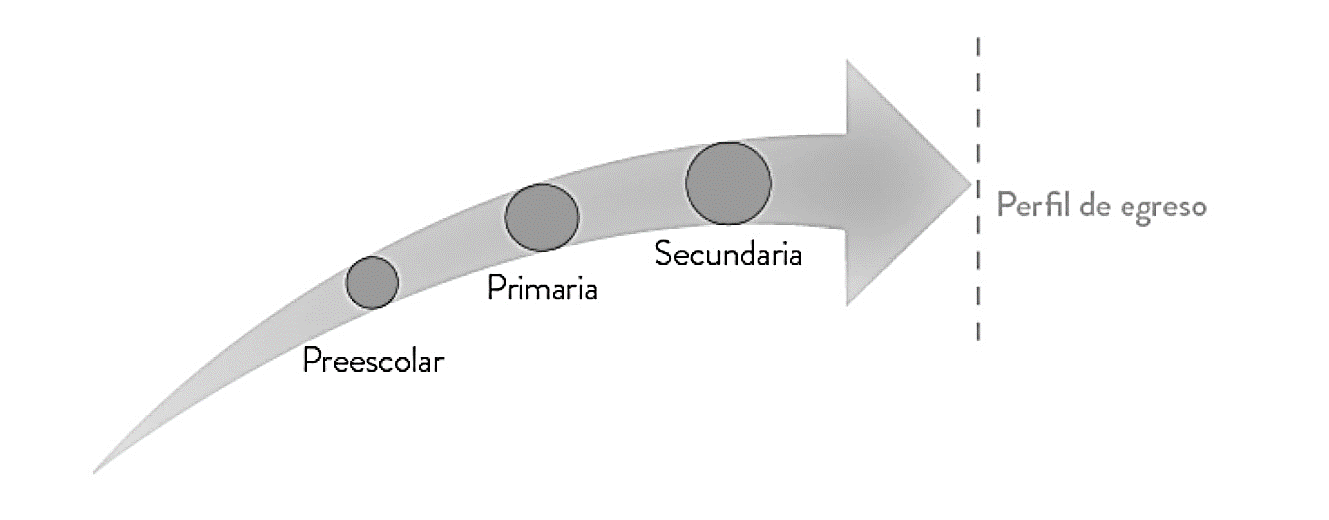 Preescolar
Primaria
Secundaria
Perfil de egreso